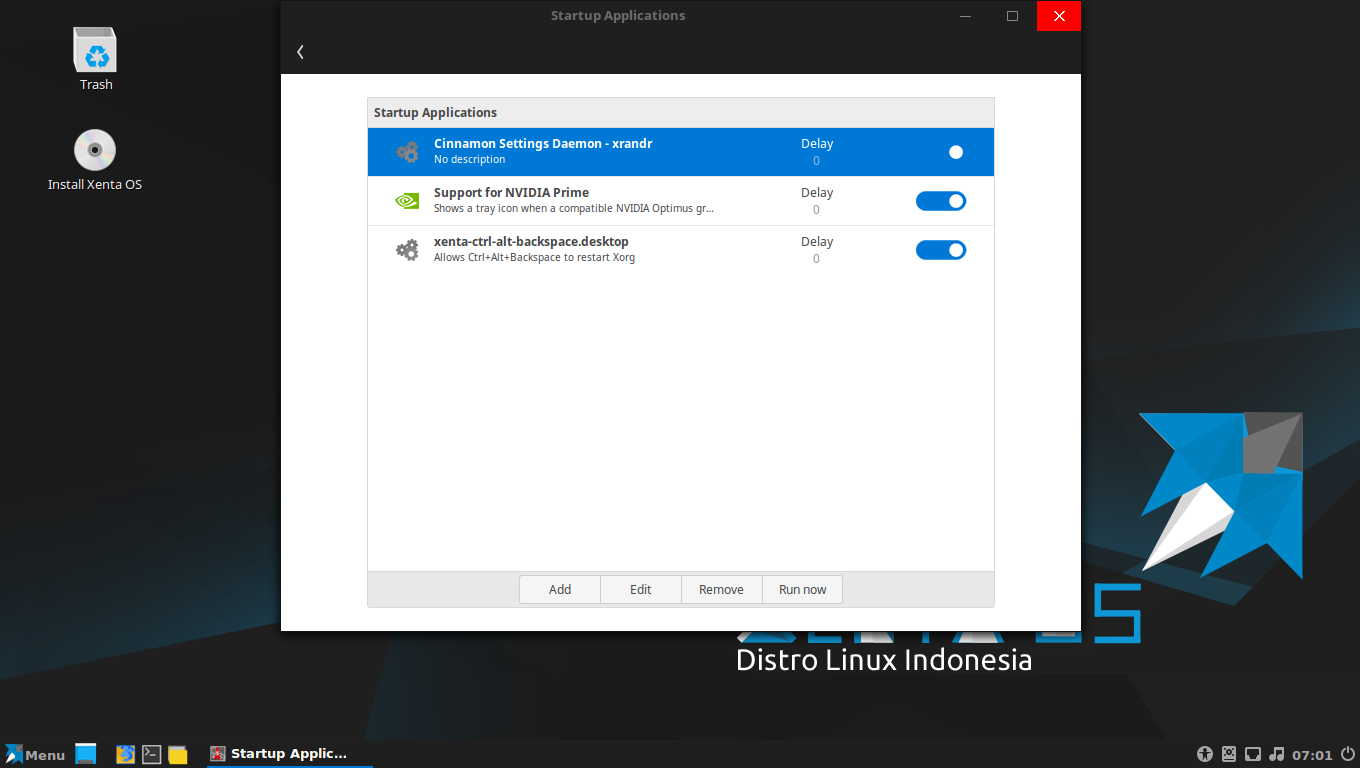 Startup Applications
Trash
Install Xenta OS
Startup Applications
Cinnamon Settings Daemon - xrandr
No description
Delay
0
Support for NVIDIA Prime
Shows a tray icon when a compatible NVIDIA Optimus gr...
Delay
0
xenta-ctrl-alt-backspace.desktop
Allows Ctrl+Alt+Backspace to restart Xorg
Delay
0
Add
Edit
Remove
Run now
Distro Linux Indonesia
Menu
Startup Applic...
07:01